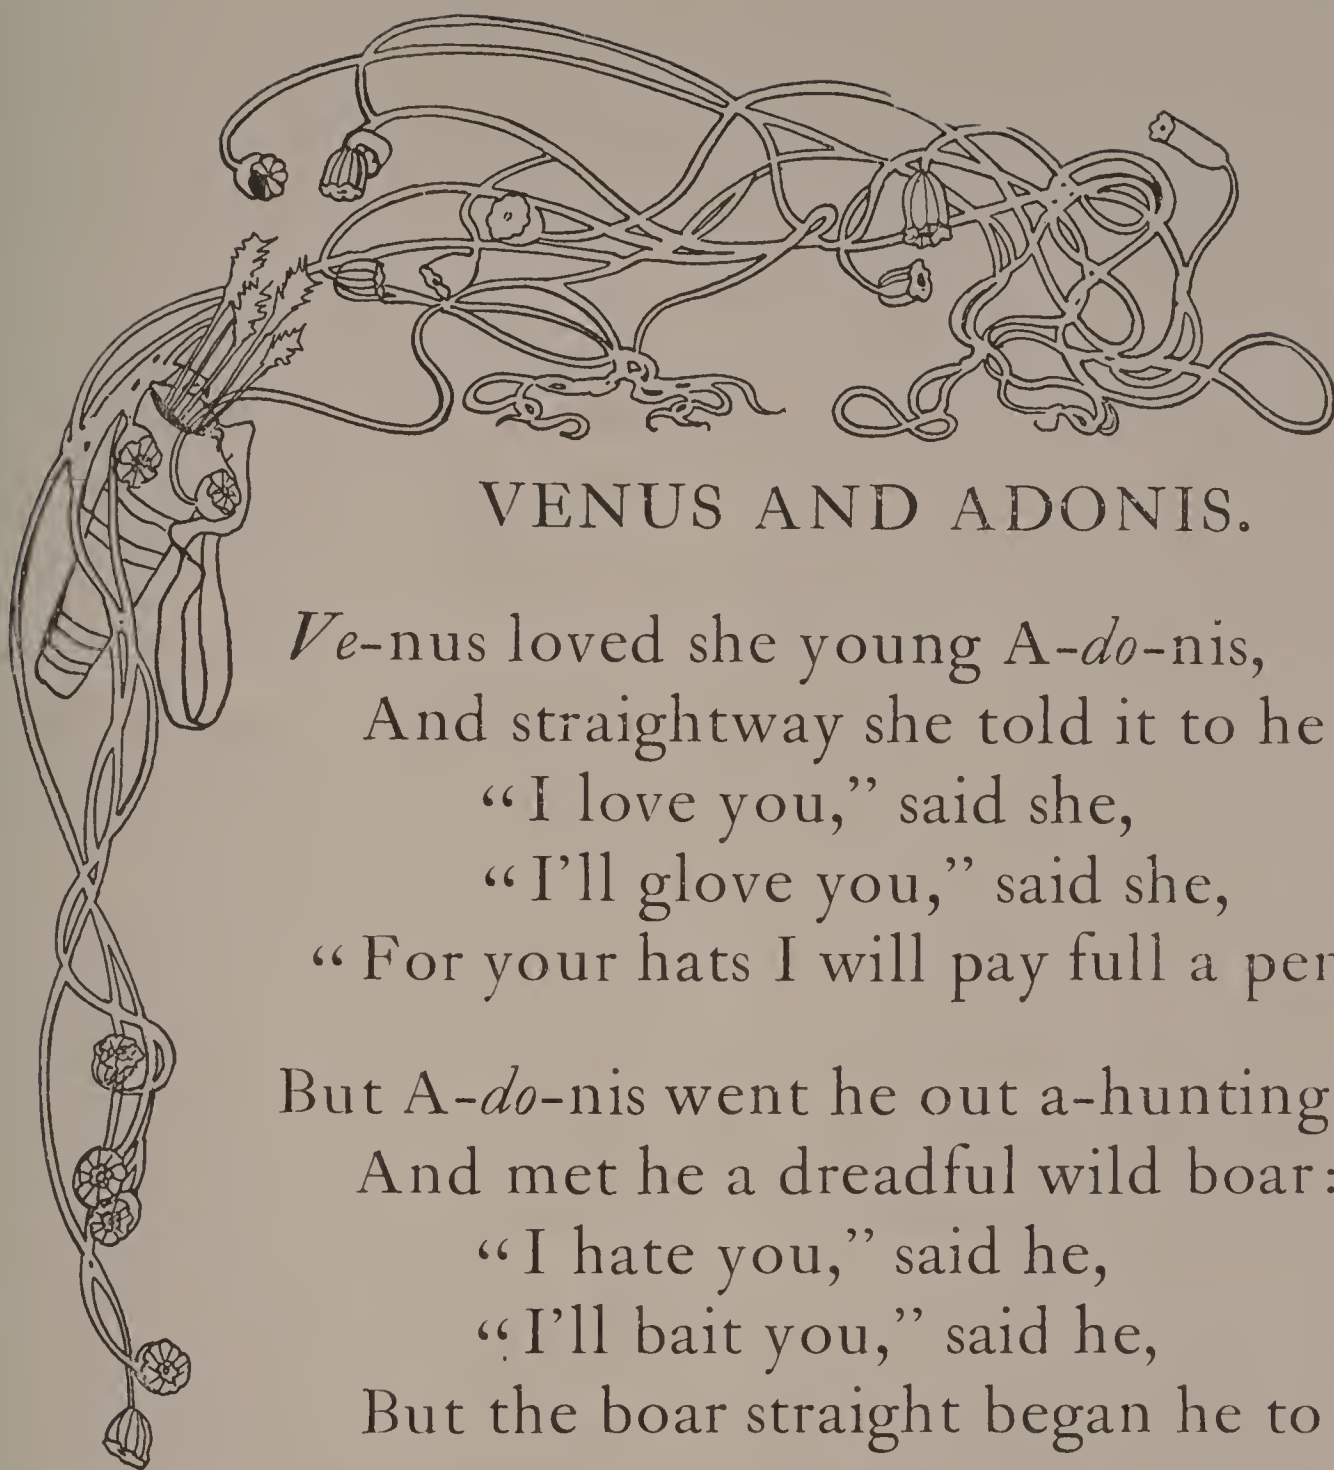 VENUS AND ADONIS.
Ve-nus loved she young A-do-nis,
And straightway she told it to he
“I love you,” said she,
“I’ll glove you,” said she,
“For your hats I will pay full a
But A-do-nis went he out a-hunting
And met he a dreadful wild boar:
“I hate you,” said he,
“I’ll bait you,” said he,
But the boar straight began he to